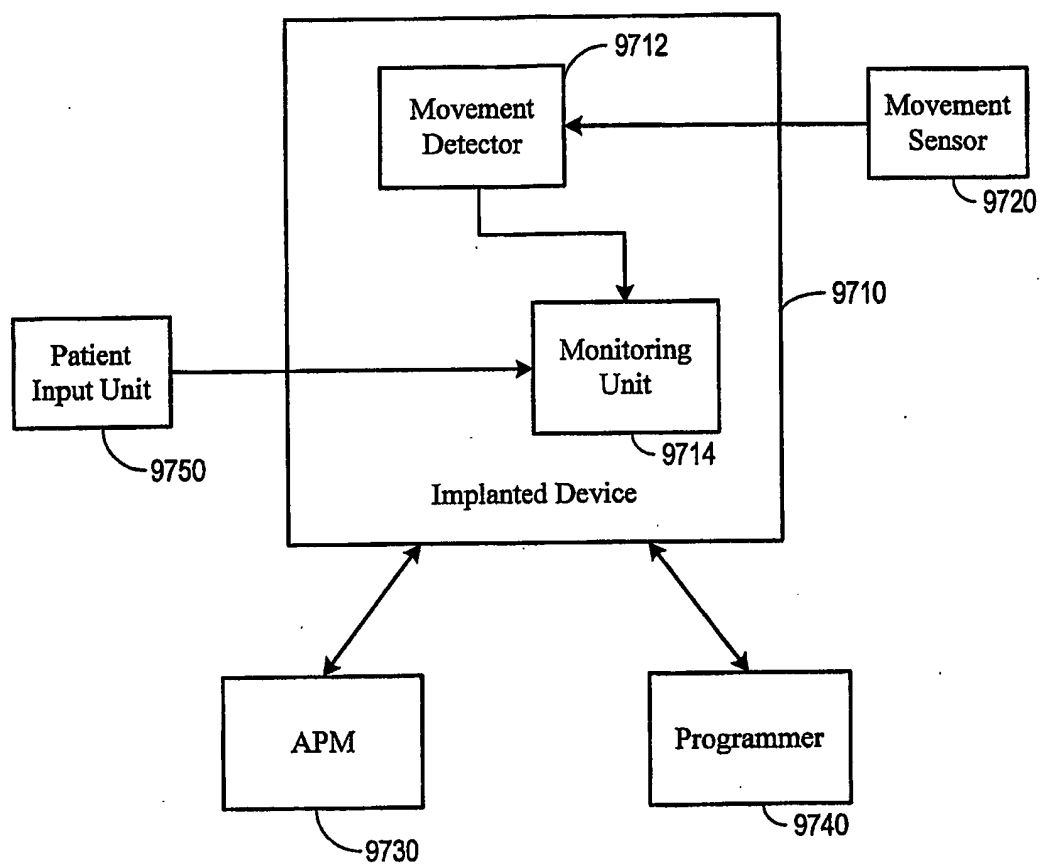 9712
Movement
Detector
Movement
Sensor
9720
9710
Patient
Input Unit
9750
Monitoring
Unit
9714
Implanted Device
APM
9730
Programmer
9740